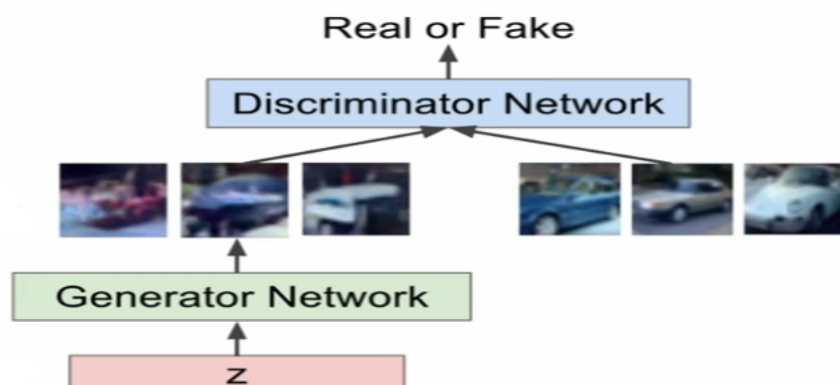 Real or Fake
Discriminator Network
Generator Network
z